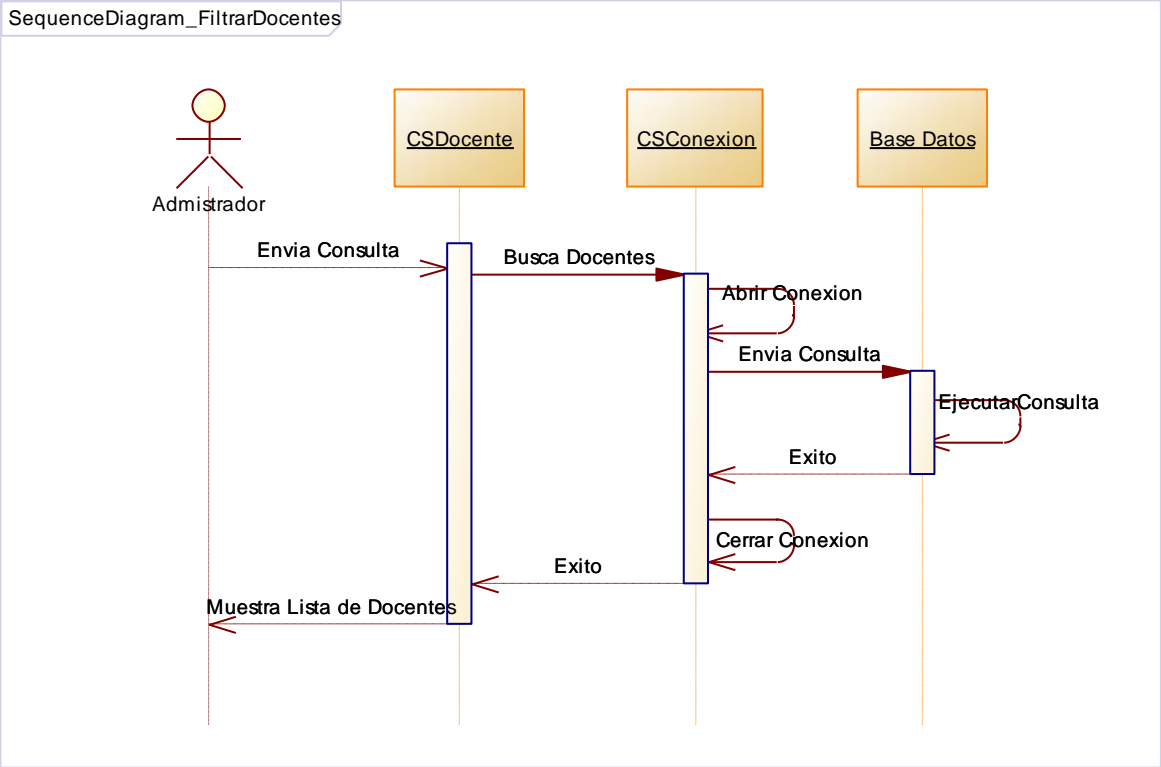 SequenceDiagram_FiltrarDocentes
CSDocente
CSConexion
Base Datos
Admistrador
Envia Consulta
Busca Docentes
Abrir Conexion
Envia Consulta
EjecutarConsulta
Exito
Cerrar Conexion
Exito
Muestra Lista de Docentes